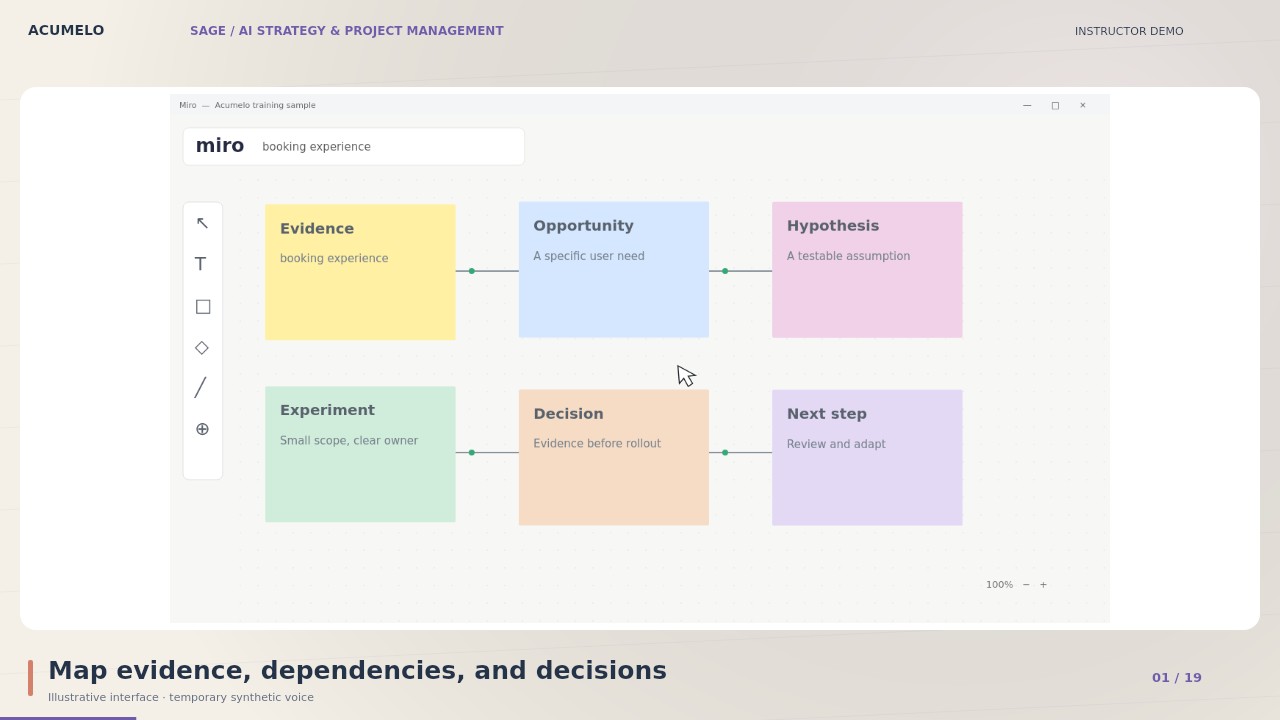 ACUMELO
SAGE / AI STRATEGY & PROJECT MANAGEMENT
INSTRUCTOR DEMO
Miro — Acumelo training sample
miro booking experience
Evidence
booking experience
Opportunity
A specific user need
Hypothesis
A testable assumption
T
Experiment
Small scope, clear owner
Decision
Evidence before rollout
Next step
Review and adapt
100% − +
Map evidence, dependencies, and decisions
Illustrative interface · temporary synthetic voice
01 / 19